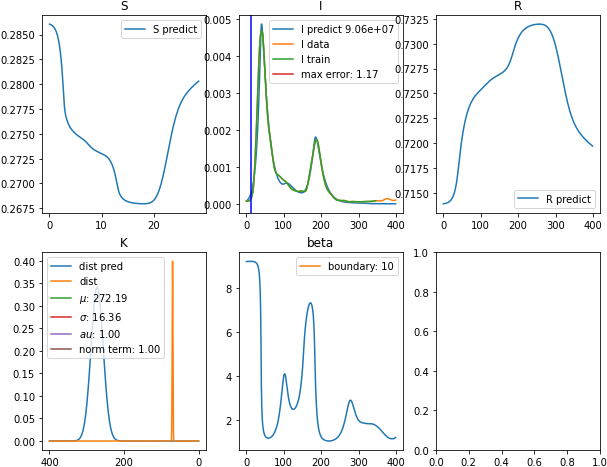 S
I
R
0.2850
0.2825
0.2800
0.2775
0.2750
0.2725
0.2700
0.2675
0 10 20
S predict
0.005
0.004
0.003
0.002
0.001
0.000
0 100 200 300 400
I predict 9.06e+07
I data
I train
max error: 1.17
0.7325
0.7300
0.7275
0.7250
0.7225
0.7200
0.7175
0.7150
0 100 200 300 400
R predict
K
beta
0.40
0.35
0.30
0.25
0.20
0.15
0.10
0.05
0.00
400 200 0
dist pred
dist
μ: 272.19
σ: 16.36
au: 1.00
norm term: 1.00
8
6
4
2
0 100 200 300 400
boundary: 10
1.0
0.8
0.6
0.4
0.2
0.0
0.0 0.2 0.4 0.6 0.8 1.0